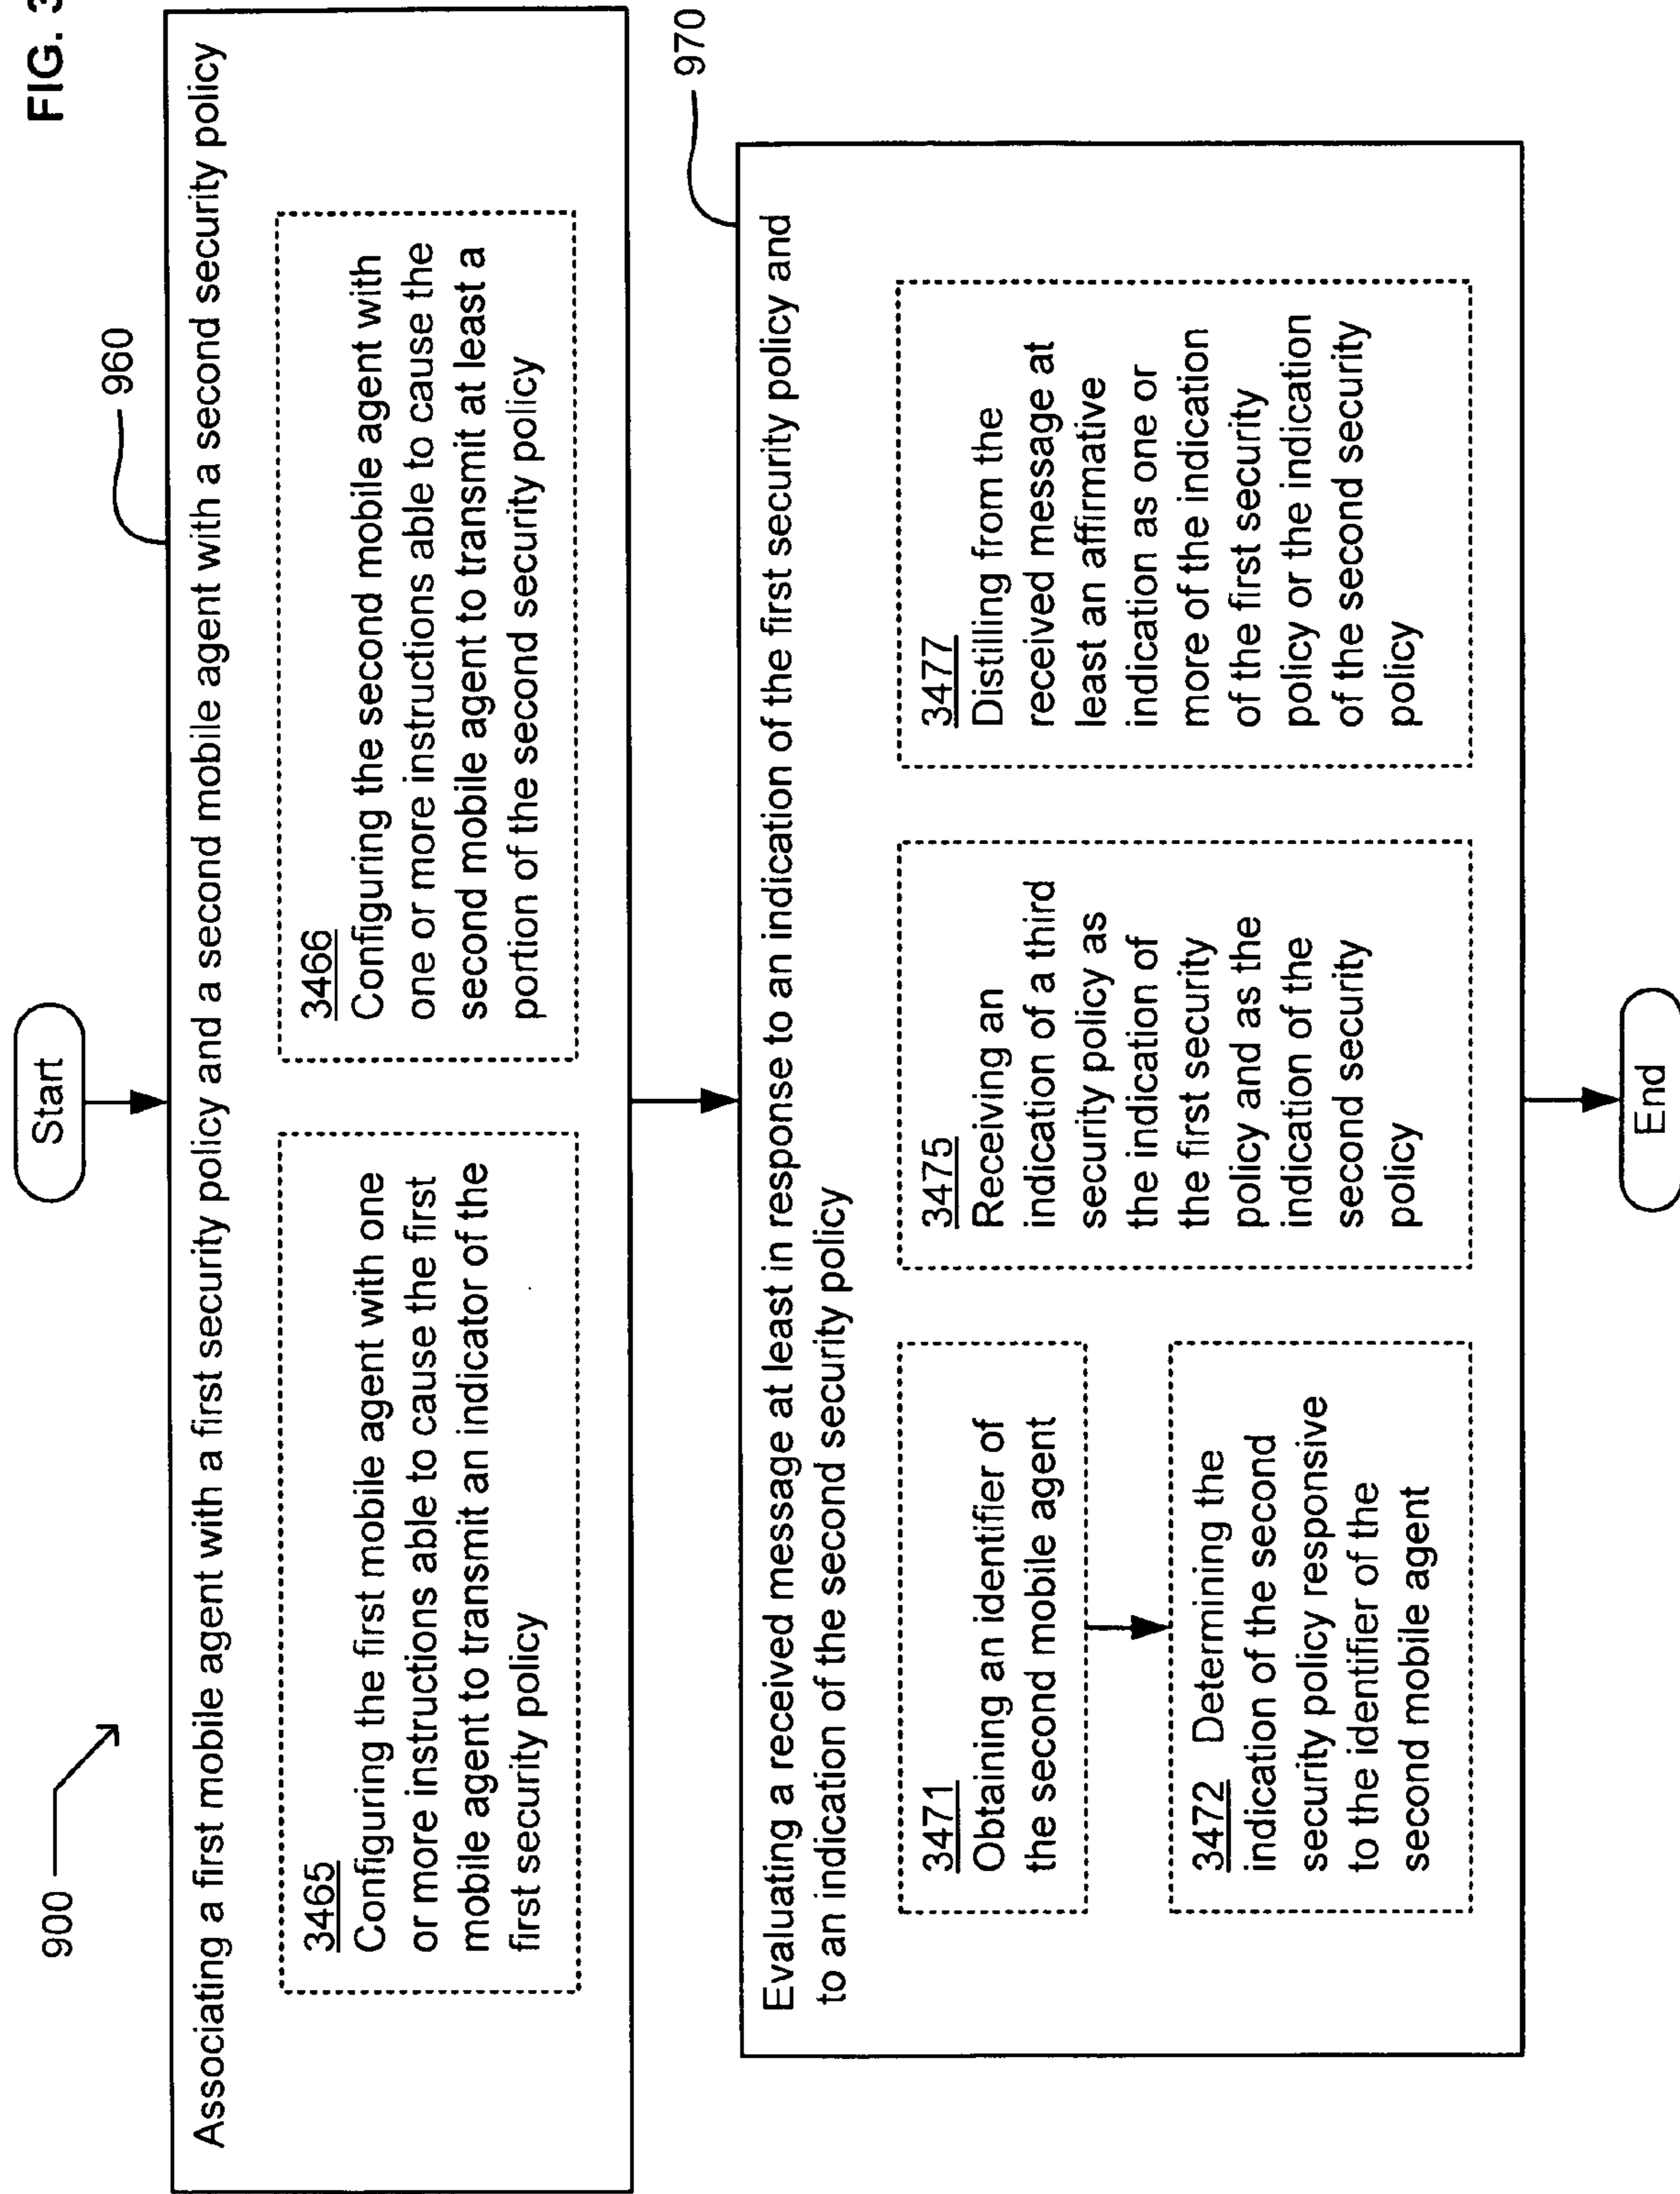 FIG. 3
900
Start
960
Associating a first mobile agent with a first security policy and a second mobile agent with a second security policy
3465
Configuring the first mobile agent with one
or more instructions able to cause the first
mobile agent to transmit an indicator of the
first security policy
3466
Configuring the second mobile agent with
one or more instructions able to cause the
second mobile agent to transmit at least a
portion of the second security policy
970
Evaluating a received message at least in response to an indication of the first security policy and
to an indication of the second security policy
3471
Obtaining an identifier of
the second mobile agent
3472 Determining the
indication of the second
security policy responsive
to the identifier of the
second mobile agent
3475
Receiving an
indication of a third
security policy as
the indication of
the first security
policy and as the
indication of the
second security
policy
3477
Distilling from the
received message at
least an affirmative
indication as one or
more of the indication
of the first security
policy or the indication
of the second security
policy
End